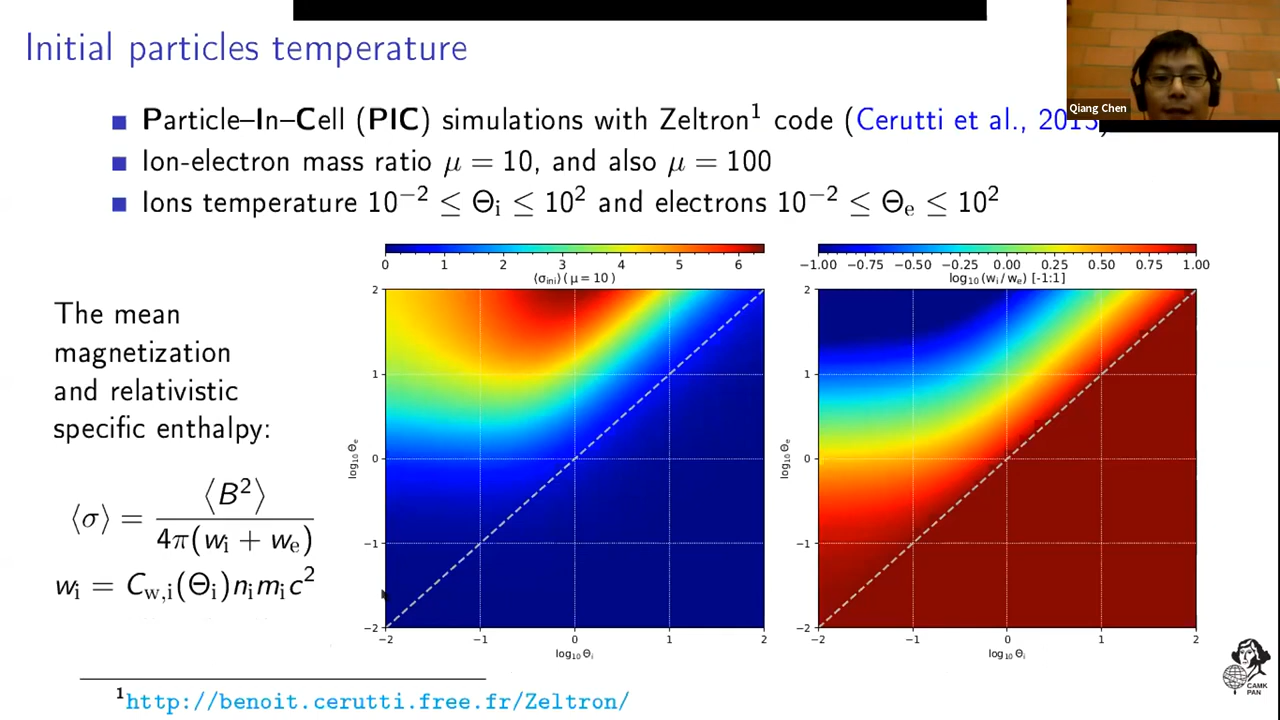 Initial particles temperature
Qiang Chen
■ Particle–In–Cell (PIC) simulations with Zeltron¹ code (Cerutti et al.,
■ Ion-electron mass ratio μ = 10, and also μ = 100
■ Ions temperature 10⁻² ≤ Θᵢ ≤ 10² and electrons 10⁻² ≤ Θₑ ≤ 10²
The mean
magnetization
and relativistic
specific enthalpy:
⟨σ⟩ = ⟨B²⟩ / 4π(wᵢ + wₑ)
wᵢ = C_w,i(Θᵢ)nᵢmᵢc²
0 1 2 3 4 5 6
⟨σ_ini⟩ ( μ = 10 )
2
1
0
−1
−2
log₁₀ Θₑ
−2 −1 0 1 2
log₁₀ Θᵢ
−1.00 −0.75 −0.50 −0.25 0.00 0.25 0.50 0.75 1.00
log₁₀ (wᵢ / wₑ) [-1:1]
2
1
0
−1
−2
log₁₀ Θₑ
−2 −1 0 1 2
log₁₀ Θᵢ
¹http://benoit.cerutti.free.fr/Zeltron/
CAMK
PAN